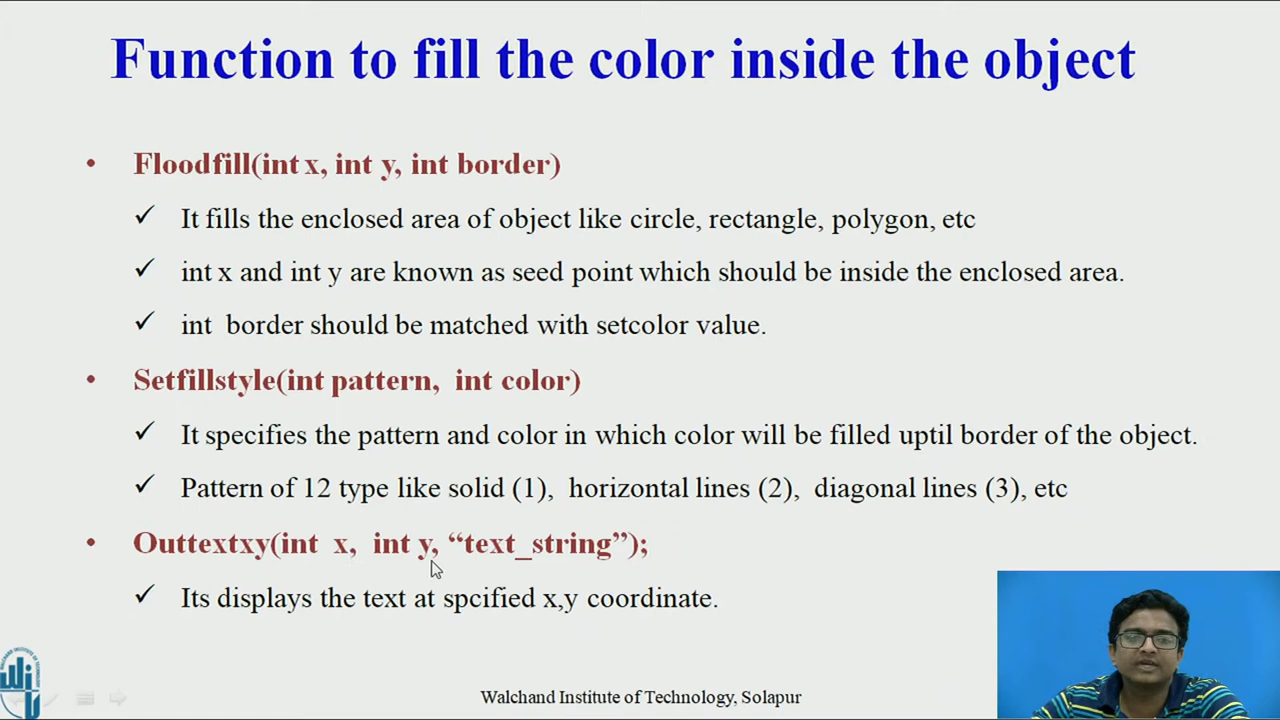 Function to fill the color inside the object
• Floodfill(int x, int y, int border)
✓ It fills the enclosed area of object like circle, rectangle, polygon, etc
✓ int x and int y are known as seed point which should be inside the enclosed area.
✓ int border should be matched with setcolor value.
• Setfillstyle(int pattern, int color)
✓ It specifies the pattern and color in which color will be filled uptil border of the object.
✓ Pattern of 12 type like solid (1), horizontal lines (2), diagonal lines (3), etc
• Outtextxy(int x, int y, “text_string”);
✓ Its displays the text at spcified x,y coordinate.
Walchand Institute of Technology, Solapur